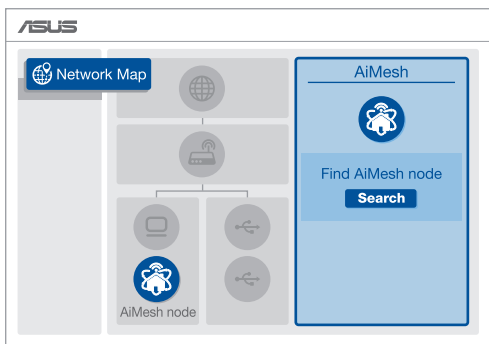 ASUS
Network Map
AiMesh
Find AiMesh node
Search
AiMesh node